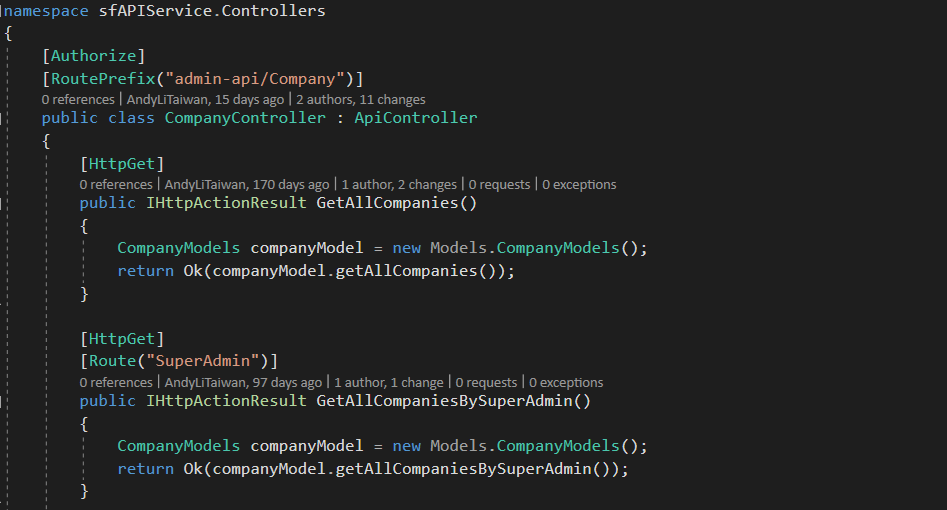 namespace sfAPIService.Controllers
{
[Authorize]
[RoutePrefix("admin-api/Company")]
0 references | AndyLiTaiwan, 15 days ago | 2 authors, 11 changes
public class CompanyController : ApiController
{
[HttpGet]
0 references | AndyLiTaiwan, 170 days ago | 1 author, 2 changes | 0 requests | 0 exceptions
public IHttpActionResult GetAllCompanies()
{
CompanyModels companyModel = new Models.CompanyModels();
return Ok(companyModel.getAllCompanies());
}
[HttpGet]
[Route("SuperAdmin")]
0 references | AndyLiTaiwan, 97 days ago | 1 author, 1 change | 0 requests | 0 exceptions
public IHttpActionResult GetAllCompaniesBySuperAdmin()
{
CompanyModels companyModel = new Models.CompanyModels();
return Ok(companyModel.getAllCompaniesBySuperAdmin());
}